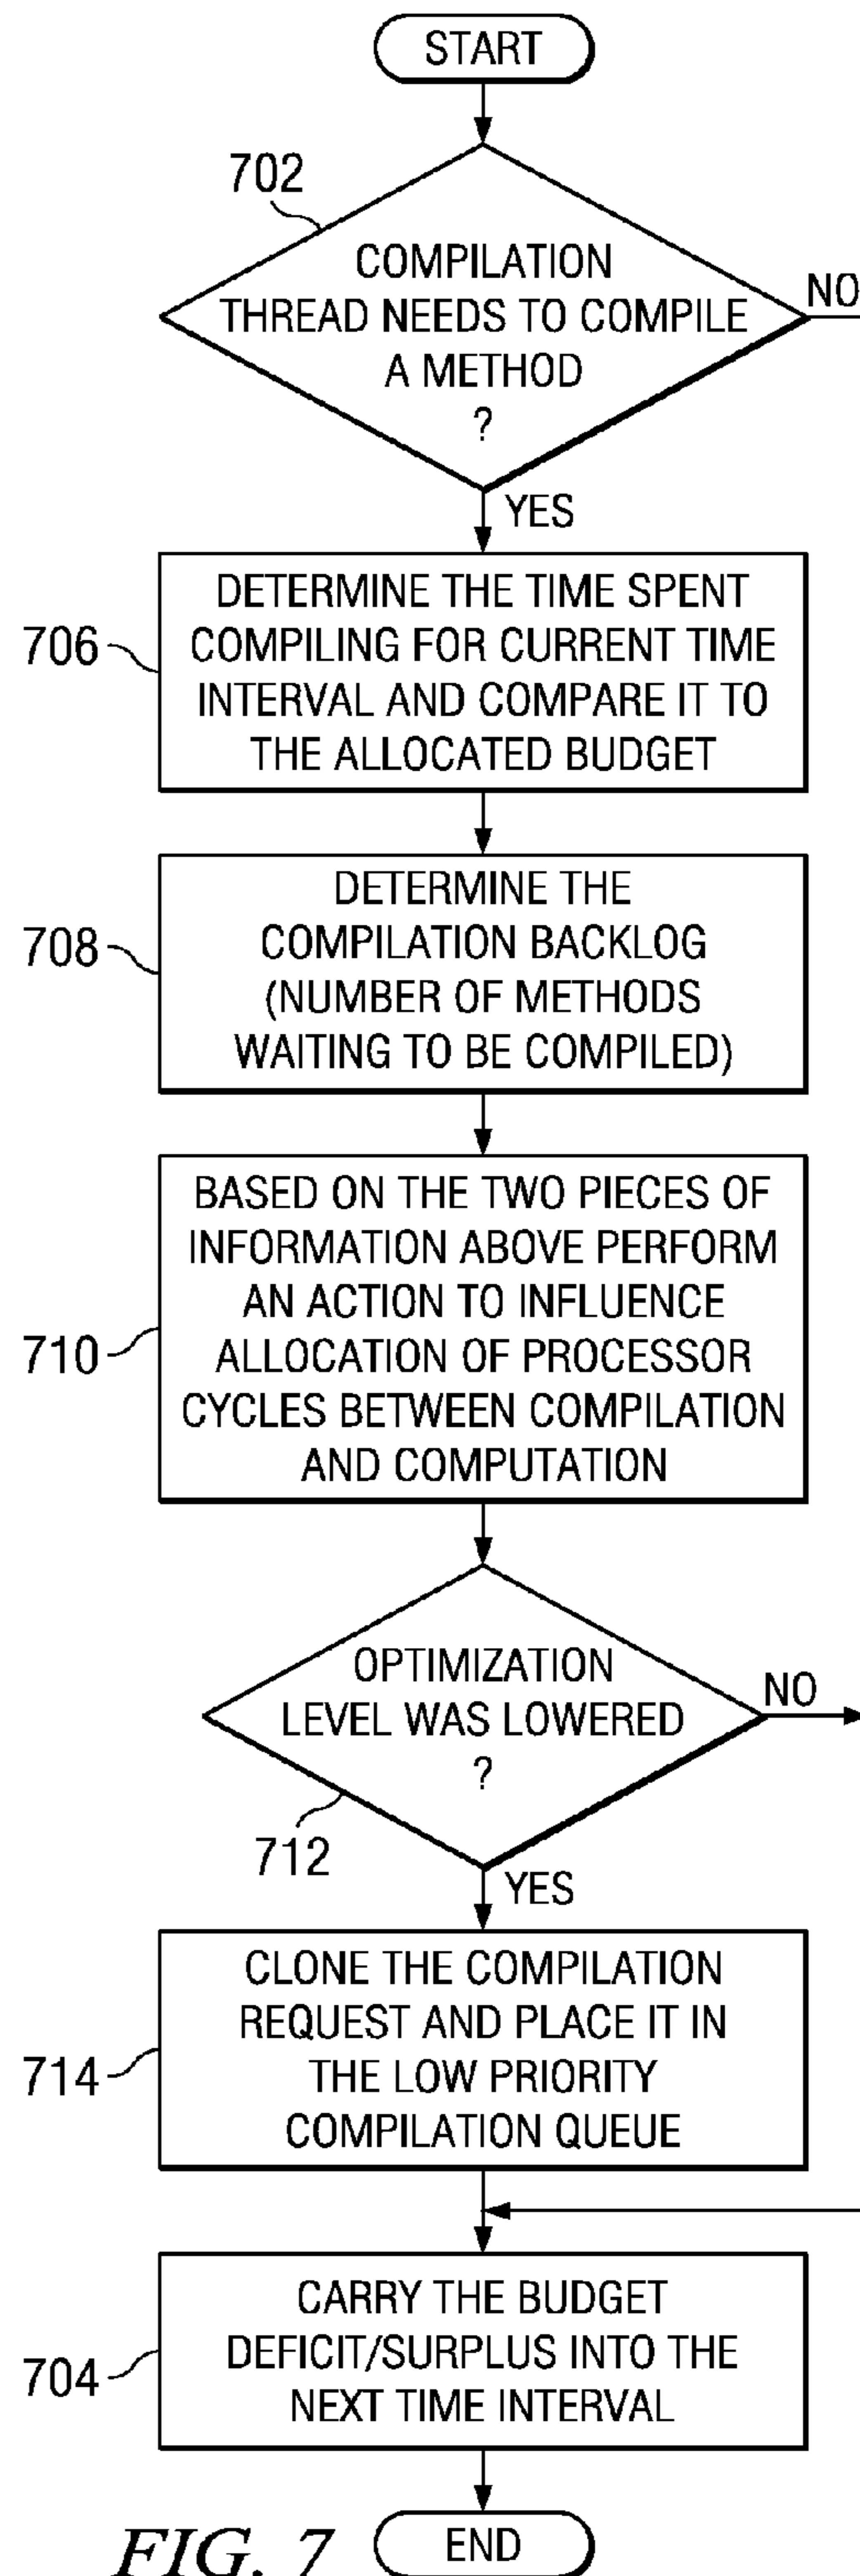 START
702
COMPILATION
THREAD NEEDS TO COMPILE
A METHOD
?
NO
YES
706
DETERMINE THE TIME SPENT
COMPILING FOR CURRENT TIME
INTERVAL AND COMPARE IT TO
THE ALLOCATED BUDGET
708
DETERMINE THE
COMPILATION BACKLOG
(NUMBER OF METHODS
WAITING TO BE COMPILED)
710
BASED ON THE TWO PIECES OF
INFORMATION ABOVE PERFORM
AN ACTION TO INFLUENCE
ALLOCATION OF PROCESSOR
CYCLES BETWEEN COMPILATION
AND COMPUTATION
OPTIMIZATION
LEVEL WAS LOWERED
?
NO
712
YES
714
CLONE THE COMPILATION
REQUEST AND PLACE IT IN
THE LOW PRIORITY
COMPILATION QUEUE
704
CARRY THE BUDGET
DEFICIT/SURPLUS INTO THE
NEXT TIME INTERVAL
FIG. 7
END